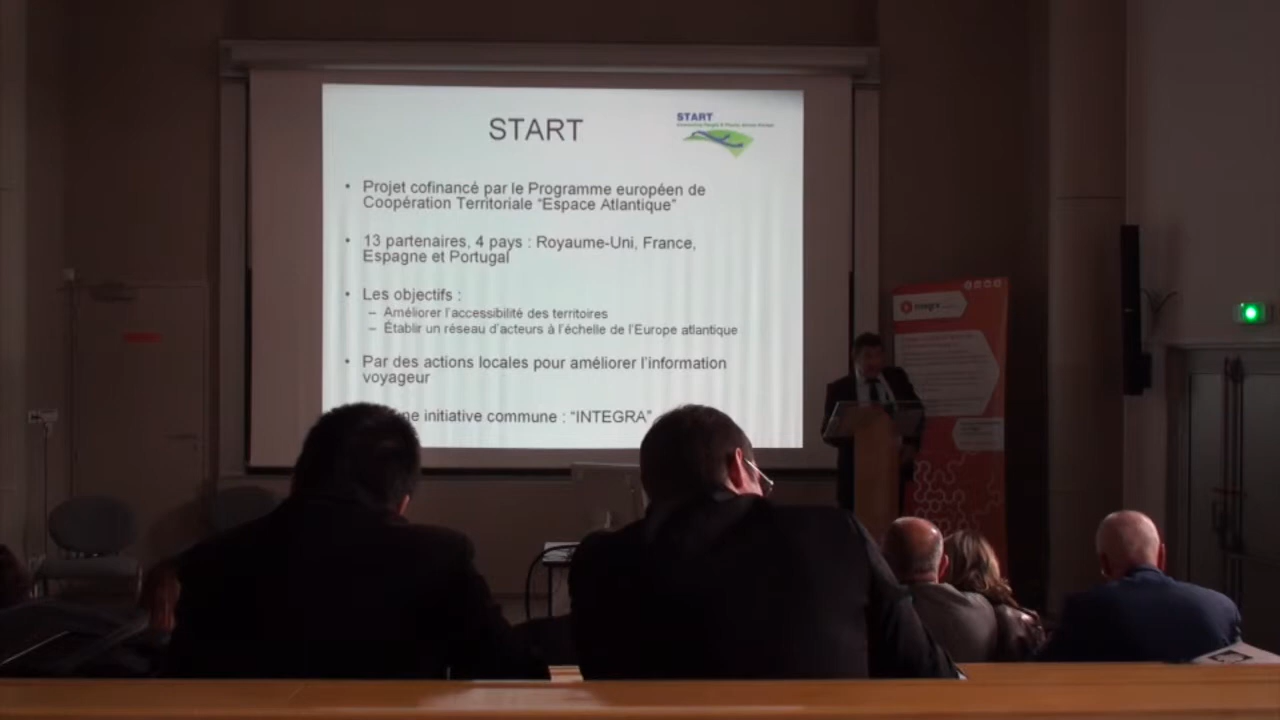 START
START
• Projet cofinancé par le Programme européen de
Coopération Territoriale “Espace Atlantique”
• 13 partenaires, 4 pays : Royaume-Uni, France,
Espagne et Portugal
• Les objectifs :
– Améliorer l’accessibilité des territoires
– Établir un réseau d’acteurs à l’échelle de l’Europe atlantique
• Par des actions locales pour améliorer l’information
voyageur
initiative commune : “INTEGRA”
integra